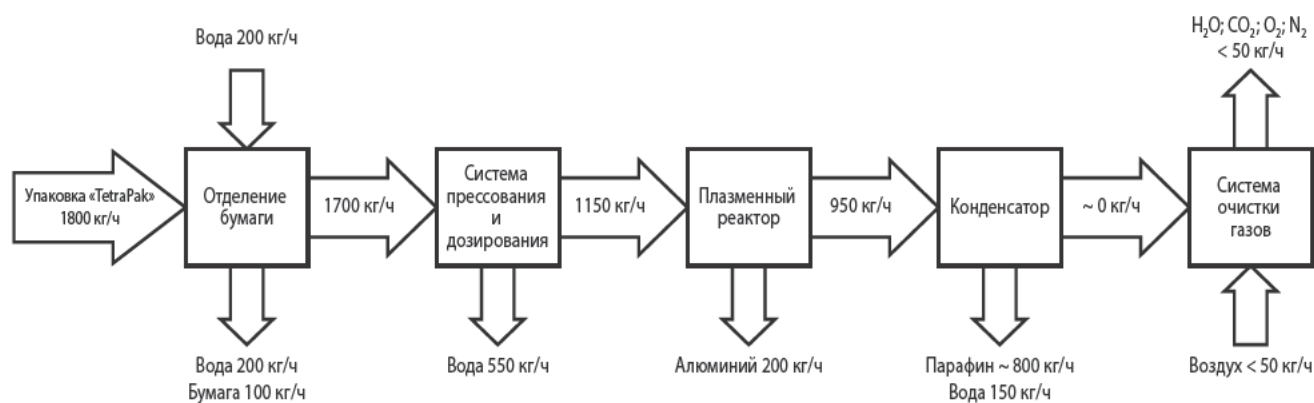 Вода 200 кг/ч
H₂O; CO₂; O₂; N₂
< 50 кг/ч
Упаковка «TetraPak»
1800 кг/ч
Отделение
бумаги
1700 кг/ч
Система
прессования
и
дозирования
1150 кг/ч
Плазменный
реактор
950 кг/ч
Конденсатор
~ 0 кг/ч
Система
очистки
газов
Вода 200 кг/ч
Бумага 100 кг/ч
Вода 550 кг/ч
Алюминий 200 кг/ч
Парафин ~ 800 кг/ч
Вода 150 кг/ч
Воздух < 50 кг/ч